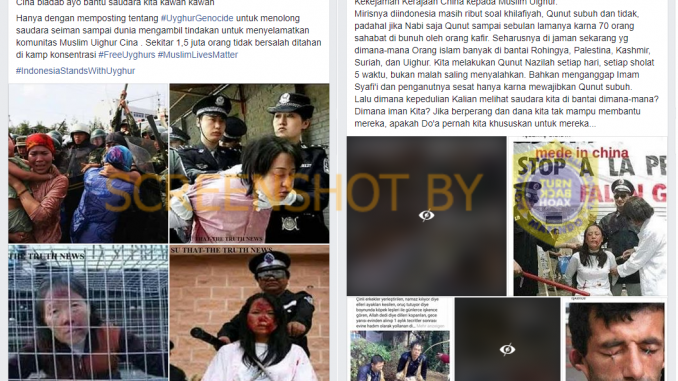 Cina biadab ayo bantu saudara kita kawan kawan
Hanya dengan memposting tentang #UyghurGenocide untuk menolong
saudara seiman sampai dunia mengambil tindakan untuk menyelamatkan
komunitas Muslim Uighur Cina . Sekitar 1,5 juta orang tidak bersalah ditahan
di kamp konsentrasi #FreeUyghurs #MuslimLivesMatter
#IndonesiaStandsWithUyghur
THAT-THE TRUTH NEWS
TRUTH NEWS
SU THAT-THE TRUTH NEWS
Kekejaman Kerajaan China kepada Muslim Uighur.
Mirisnya diindonesia masih ribut soal khilafiyah, Qunut subuh dan tidak,
padahal jika Nabi saja Qunut sampai sebulan lamanya karna 70 orang
sahabat di bunuh oleh orang kafir. Sedang di jaman sekarang yg
dimana-mana Orang islam banyak di bantai Rohingya, Palestina, Kashmir,
Suriah, dan Uighur. Kita melakukan Qunut Nazilah setiap hari, setiap sholat
5 waktu, bukan malah saling menyalahkan. Bahkan menganggap Imam
Syafi'i dan penganutnya sesat hanya karna mewajibkan Qunut subuh.
Lalu dimana kepedulian Kalian melihat saudara kita di bantai dimana-mana?
Dimana iman Kita? Jika berperang dan dana kita tak mampu membantu
mereka, apakah Do'a pernah kita khususkan untuk mereka...
made in china
STOP A LA PE
FALUN G
TURN
BACK
HOAX
SCREENSHOT BY